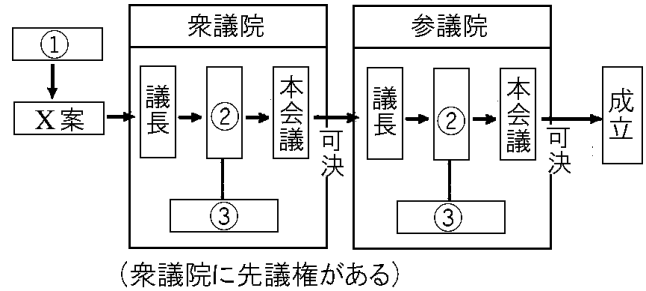 ①
X案
衆議院
議長
②
本会議
③
可決
参議院
議長
②
本会議
③
可決
成立
(衆議院に先議権がある)